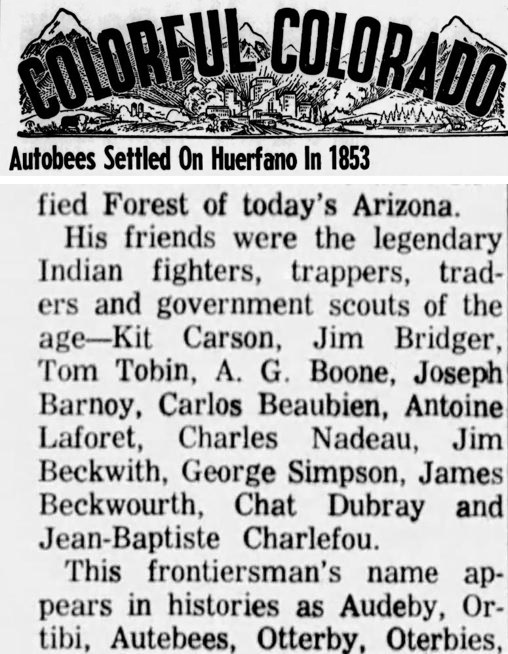 COLORFUL COLORADO
Autobees Settled On Huerfano In 1853
fied Forest of today's Arizona.
His friends were the legendary
Indian fighters, trappers, trad-
ers and government scouts of the
age—Kit Carson, Jim Bridger,
Tom Tobin, A. G. Boone, Joseph
Barnoy, Carlos Beaubien, Antoine
Laforet, Charles Nadeau, Jim
Beckwith, George Simpson, James
Beckwourth, Chat Dubray and
Jean-Baptiste Charlefou.
This frontiersman's name ap-
pears in histories as Audeby, Or-
tibi, Autebees, Otterby, Oterbies,